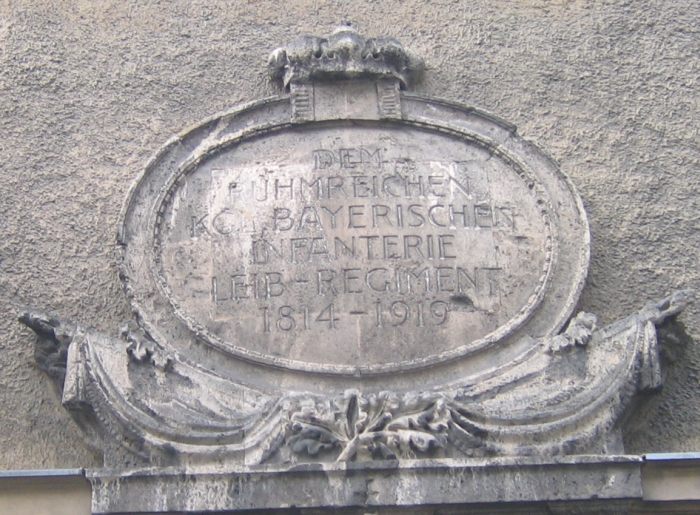 DEM
RUHMREICHEN
KGL. BAYERISCHEN
INFANTERIE
LEIB-REGIMENT
1814-1919